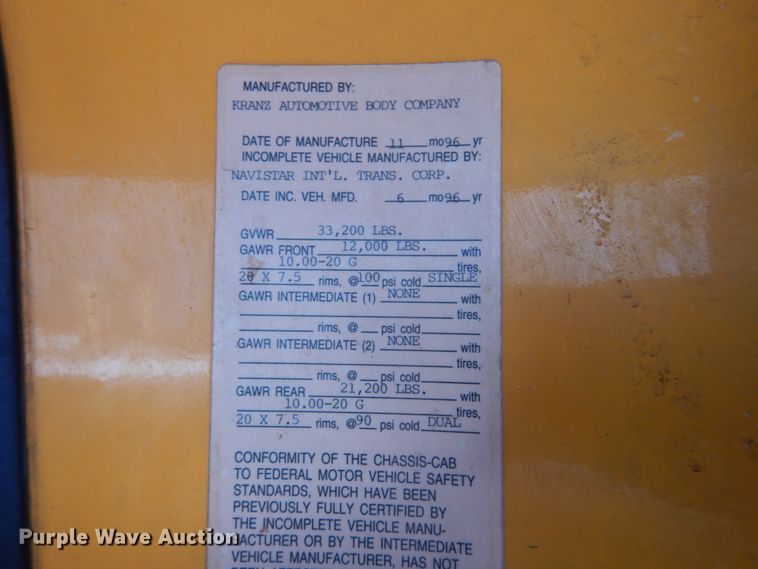 MANUFACTURED BY:
KRANZ AUTOMOTIVE BODY COMPANY
DATE OF MANUFACTURE 11 mo 96 yr
INCOMPLETE VEHICLE MANUFACTURED BY:
NAVISTAR INT'L. TRANS. CORP.
DATE INC. VEH. MFD. 6 mo 96 yr
GVWR 33,200 LBS.
GAWR FRONT 12,000 LBS. with
10.00-20 G tires,
20 X 7.5 rims, @ 100 psi cold SINGLE
GAWR INTERMEDIATE (1) NONE with
tires,
rims, @ psi cold
GAWR INTERMEDIATE (2) NONE with
tires,
rims, @ psi cold
GAWR REAR 21,200 LBS. with
10.00-20 G tires,
20 X 7.5 rims, @ 90 psi cold DUAL
CONFORMITY OF THE CHASSIS-CAB
TO FEDERAL MOTOR VEHICLE SAFETY
STANDARDS, WHICH HAVE BEEN
PREVIOUSLY FULLY CERTIFIED BY
THE INCOMPLETE VEHICLE MANU-
FACTURER OR BY THE INTERMEDIATE
VEHICLE MANUFACTURER, HAS NOT
Purple Wave Auction